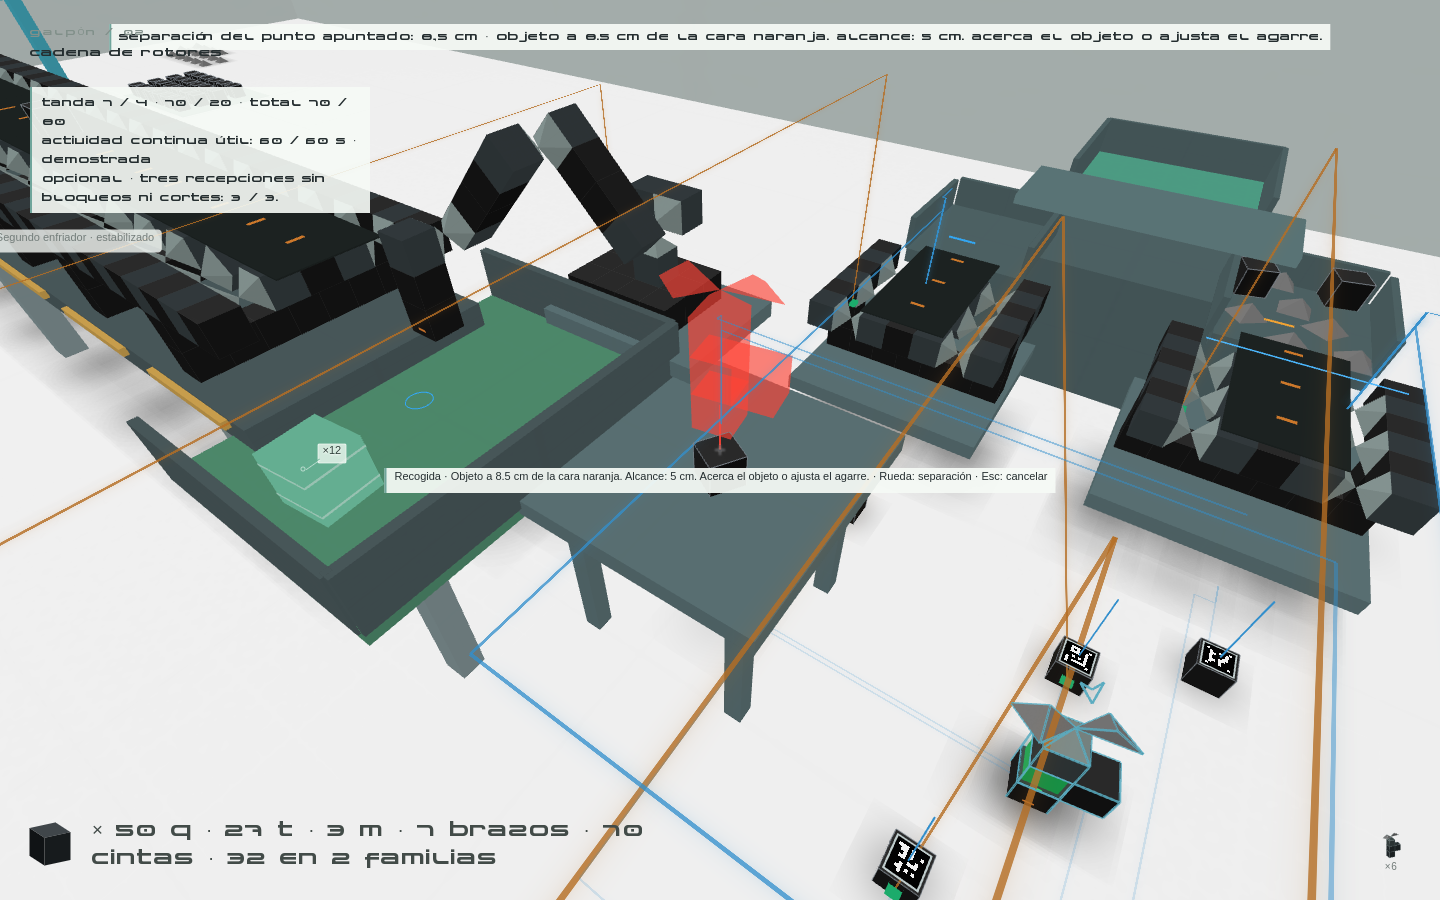 galpón / 02
cadena de rotores
separación del punto apuntado: 8,5 cm · objeto a 8.5 cm de la cara naranja. alcance: 5 cm. acerca el objeto o ajusta el agarre.
tanda 7 / 4 · 70 / 20 · total 70 /
60
actividad continua útil: 60 / 60 s ·
demostrada
opcional · tres recepciones sin
bloqueos ni cortes: 3 / 3.
Segundo enfriador · estabilizado
×12
Recogida · Objeto a 8.5 cm de la cara naranja. Alcance: 5 cm. Acerca el objeto o ajusta el agarre. · Rueda: separación · Esc: cancelar
× 50 q · 27 t · 3 m · 7 brazos · 70
cintas · 32 en 2 familias
×6